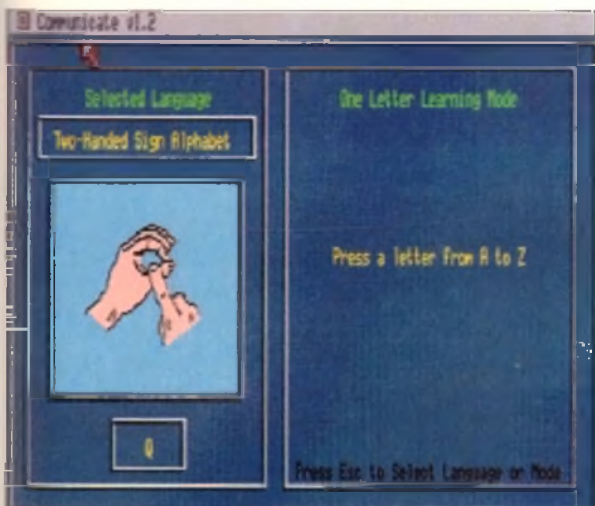 Communicate v1.2
Selected Language
Two-Handed Sign Alphabet
Q
One Letter Learning Mode
Press a letter from A to Z
Press Esc to Select Language or Mode